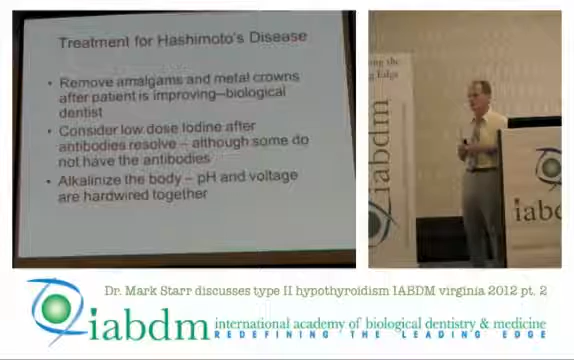 Treatment for Hashimoto's Disease
• Remove amalgams and metal crowns
after patient is improving–biological
dentist
• Consider low dose Iodine after
antibodies resolve – although some do
not have the antibodies
• Alkalinize the body – pH and voltage
are hardwired together
iabdm
Edge
iabd
Dr. Mark Starr discusses type II hypothyroidism IABDM virginia 2012 pt. 2
iabdm international academy of biological dentistry & medicine
REDEFINING THE LEADING EDGE